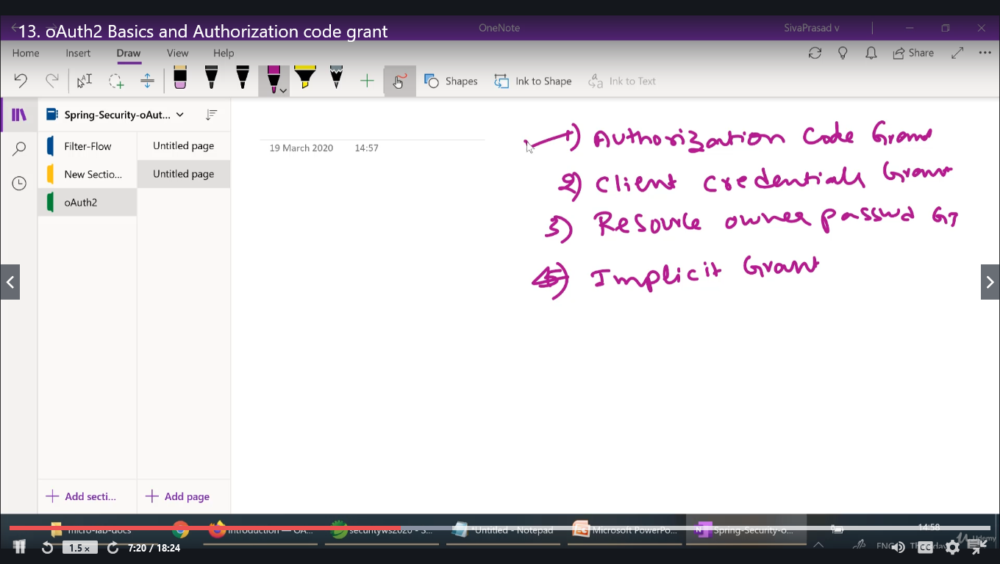 13. oAuth2 Basics and Authorization code grant
OneNote
SivaPrasad v
Home Insert Draw View Help
Share
Shapes Ink to Shape Ink to Text
Spring-Security-oAut...
Filter-Flow
New Sectio...
oAuth2
Untitled page
Untitled page
19 March 2020 14:57
1) Authorization Code Grant
2) Client credentials Grant
3) Resource owner passwd GT
Implicit Grant
Add secti...
Add page
micro-lab-docs
Introduction — OA...
securityws2020 - S...
*Untitled - Notepad
Microsoft PowerPo...
Spring-Security-o...
14:58
ENG
Thursday
1.5 x
7:20 / 18:24
CC
Udemy